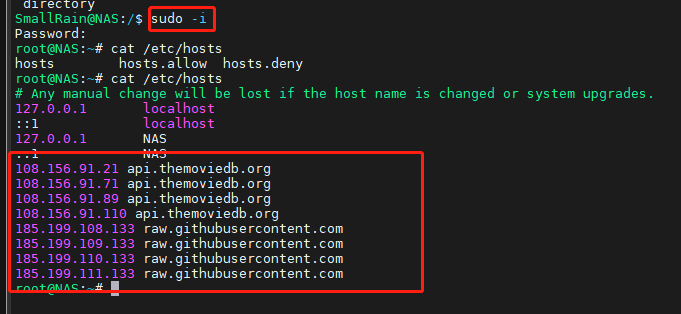 directory
SmallRain@NAS:/$ sudo -i
Password:
root@NAS:~# cat /etc/hosts
hosts        hosts.allow  hosts.deny
root@NAS:~# cat /etc/hosts
# Any manual change will be lost if the host name is changed or system upgrades.
127.0.0.1       localhost
::1             localhost
127.0.0.1       NAS
::1             NAS
108.156.91.21 api.themoviedb.org
108.156.91.71 api.themoviedb.org
108.156.91.89 api.themoviedb.org
108.156.91.110 api.themoviedb.org
185.199.108.133 raw.githubusercontent.com
185.199.109.133 raw.githubusercontent.com
185.199.110.133 raw.githubusercontent.com
185.199.111.133 raw.githubusercontent.com
root@NAS:~#